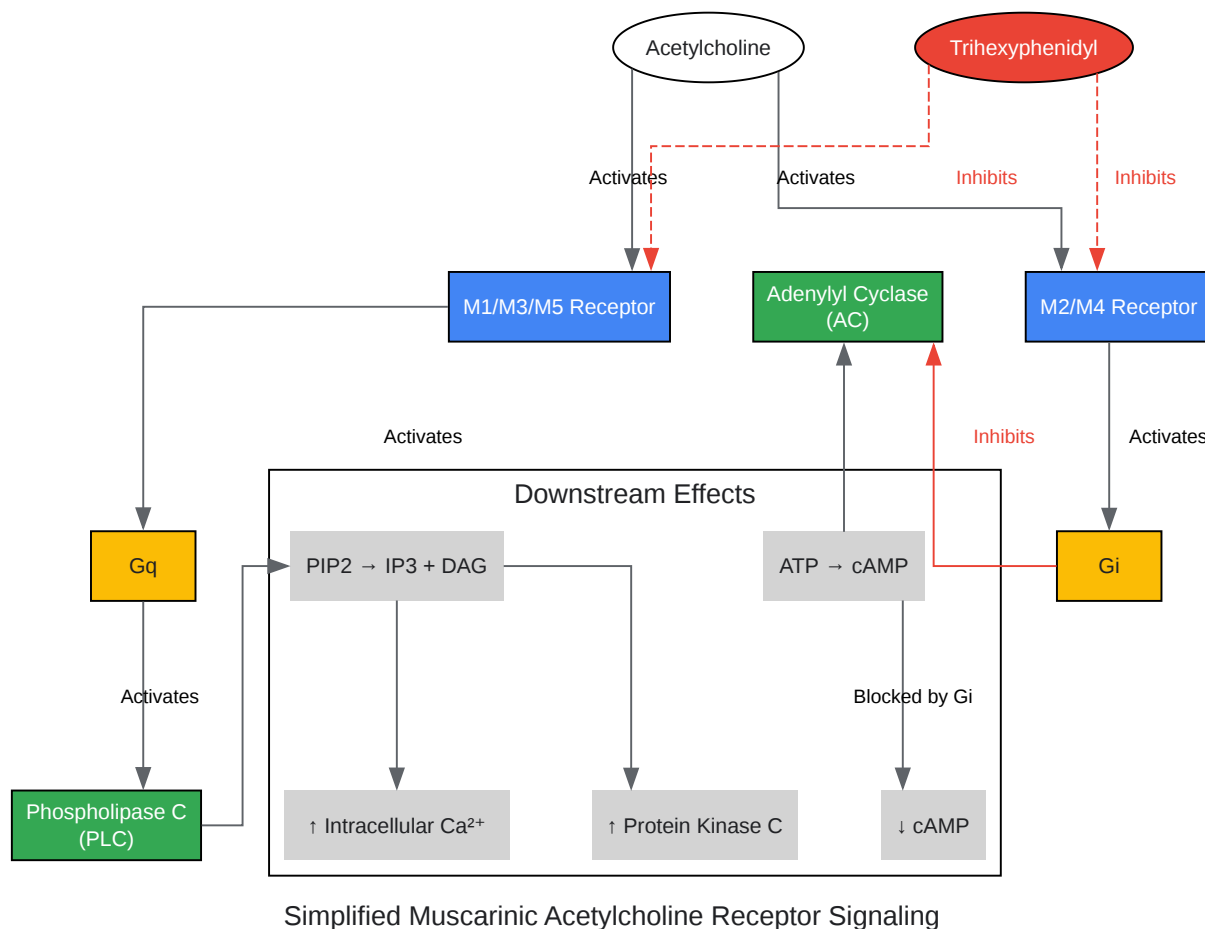 Acetylcholine
Trihexyphenidyl
Activates
Activates
Inhibits
Inhibits
M1/M3/M5 Receptor
Adenylyl Cyclase
(AC)
M2/M4 Receptor
Activates
Inhibits
Activates
Downstream Effects
Gq
PIP2 → IP3 + DAG
ATP → cAMP
Gi
Activates
Blocked by Gi
Phospholipase C
(PLC)
↑ Intracellular Ca²⁺
↑ Protein Kinase C
↓ cAMP
Simplified Muscarinic Acetylcholine Receptor Signaling